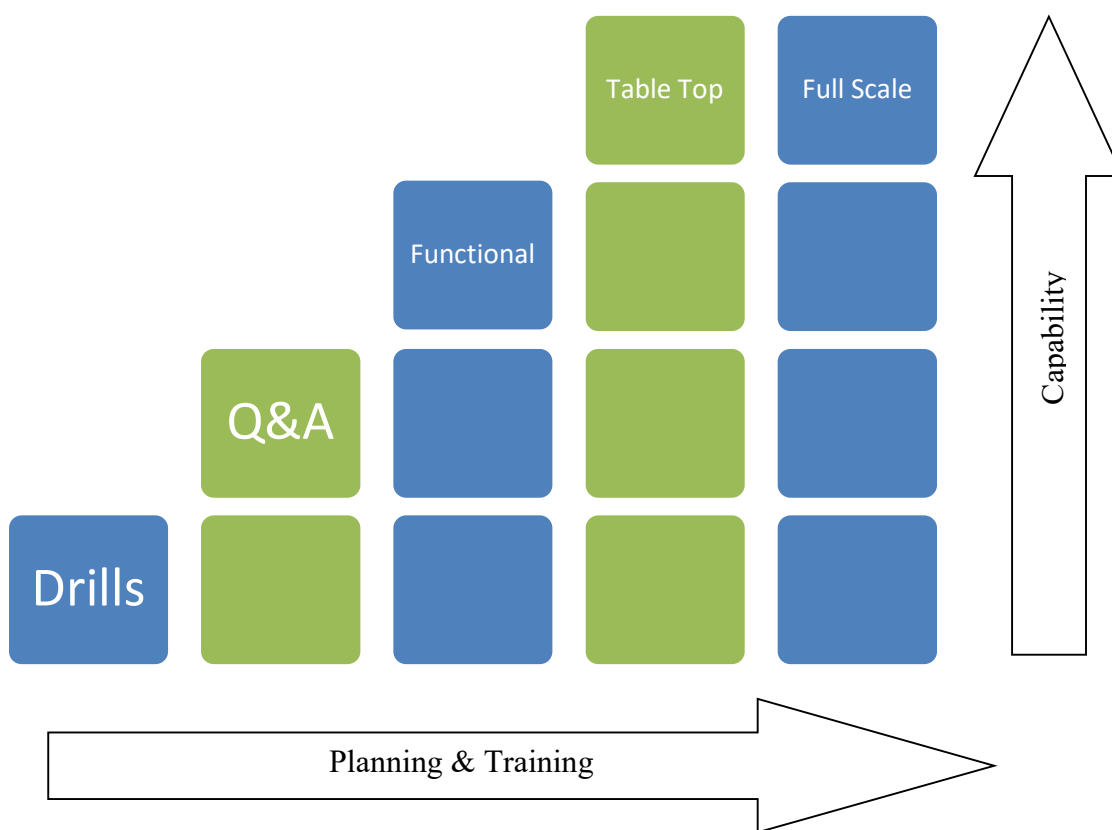 Table Top
Full Scale
Functional
Capability
Q&A
Drills
Planning & Training